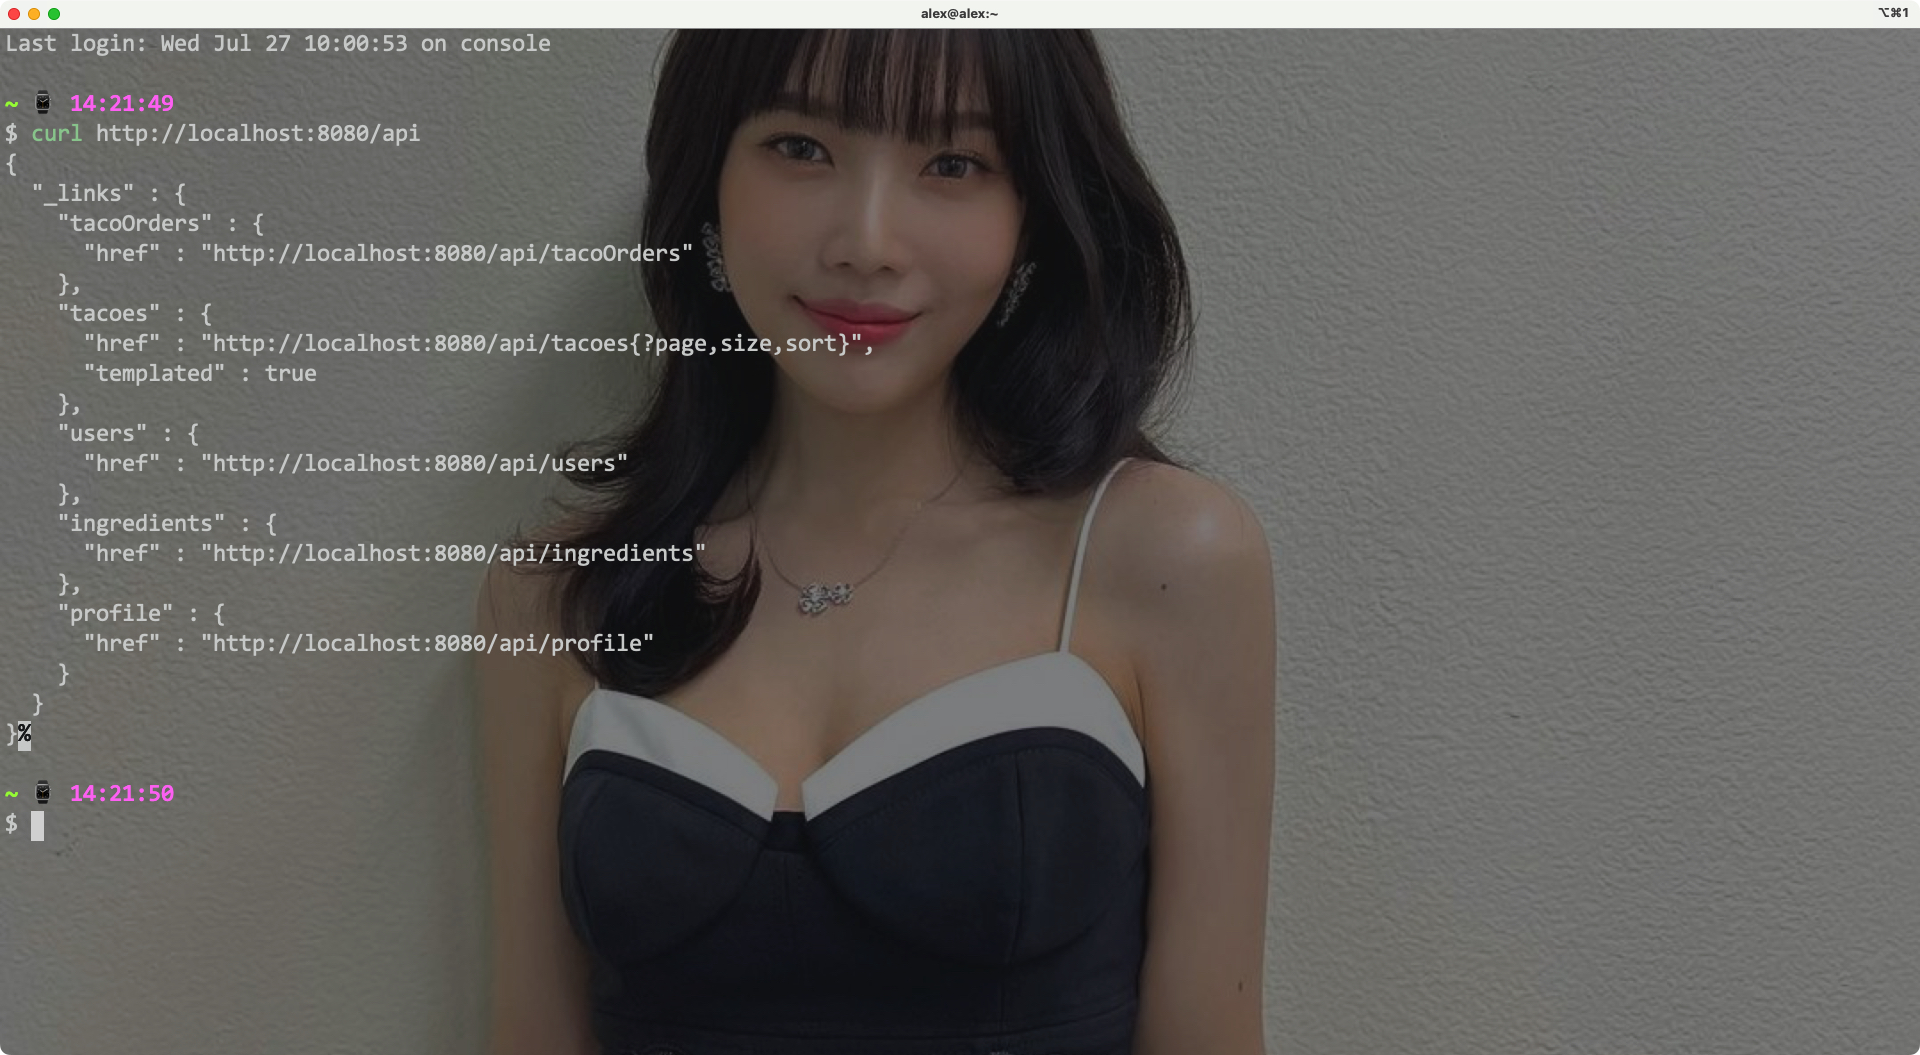 alex@alex:~
⌥⌘1
Last login: Wed Jul 27 10:00:53 on console
~ ⌚ 14:21:49
$ curl http://localhost:8080/api
{
  "_links" : {
    "tacoOrders" : {
      "href" : "http://localhost:8080/api/tacoOrders"
    },
    "tacoes" : {
      "href" : "http://localhost:8080/api/tacoes{?page,size,sort}",
      "templated" : true
    },
    "users" : {
      "href" : "http://localhost:8080/api/users"
    },
    "ingredients" : {
      "href" : "http://localhost:8080/api/ingredients"
    },
    "profile" : {
      "href" : "http://localhost:8080/api/profile"
    }
  }
}%
~ ⌚ 14:21:50
$